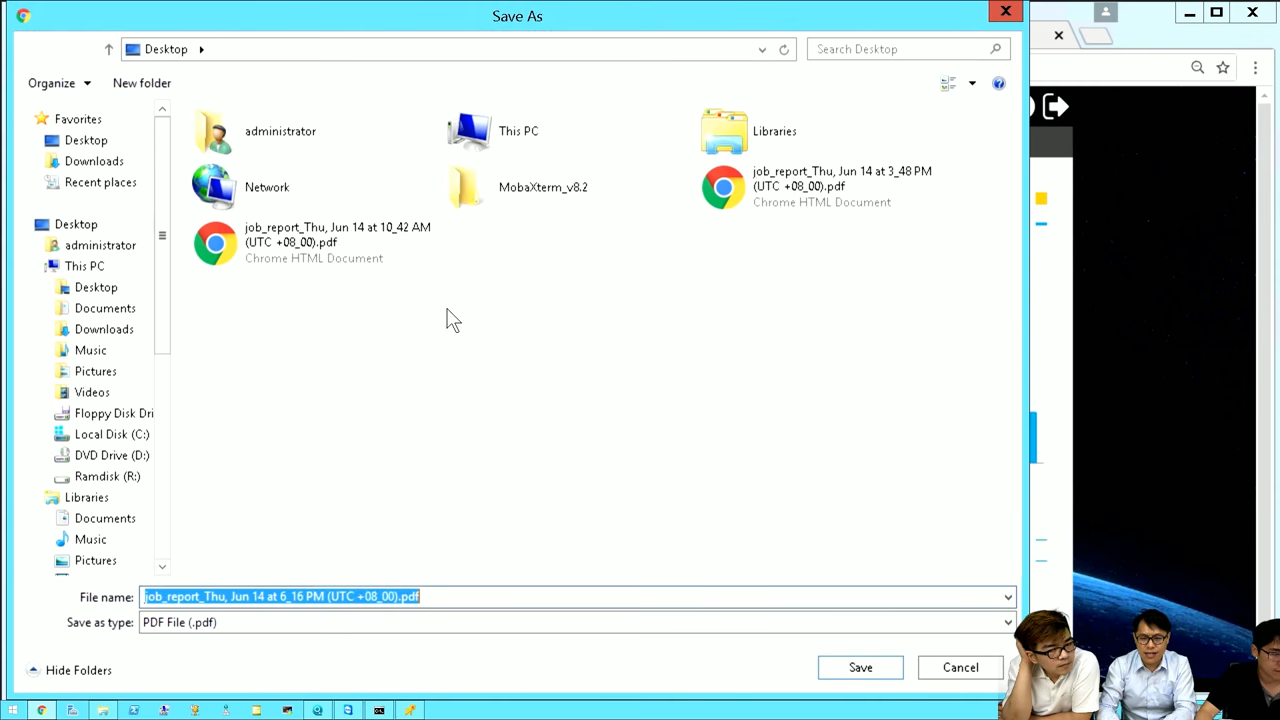 Save As
Desktop
Search Desktop
Organize
New folder
Favorites
Desktop
Downloads
Recent places
Desktop
administrator
This PC
Desktop
Documents
Downloads
Music
Pictures
Videos
Floppy Disk Dri
Local Disk (C:)
DVD Drive (D:)
Ramdisk (R:)
Libraries
Documents
Music
Pictures
administrator
This PC
Libraries
Network
MobaXterm_v8.2
job_report_Thu, Jun 14 at 3_48 PM
(UTC +08_00).pdf
Chrome HTML Document
job_report_Thu, Jun 14 at 10_42 AM
(UTC +08_00).pdf
Chrome HTML Document
File name:
job_report_Thu, Jun 14 at 6_16 PM (UTC +08_00).pdf
Save as type:
PDF File (.pdf)
Hide Folders
Save
Cancel